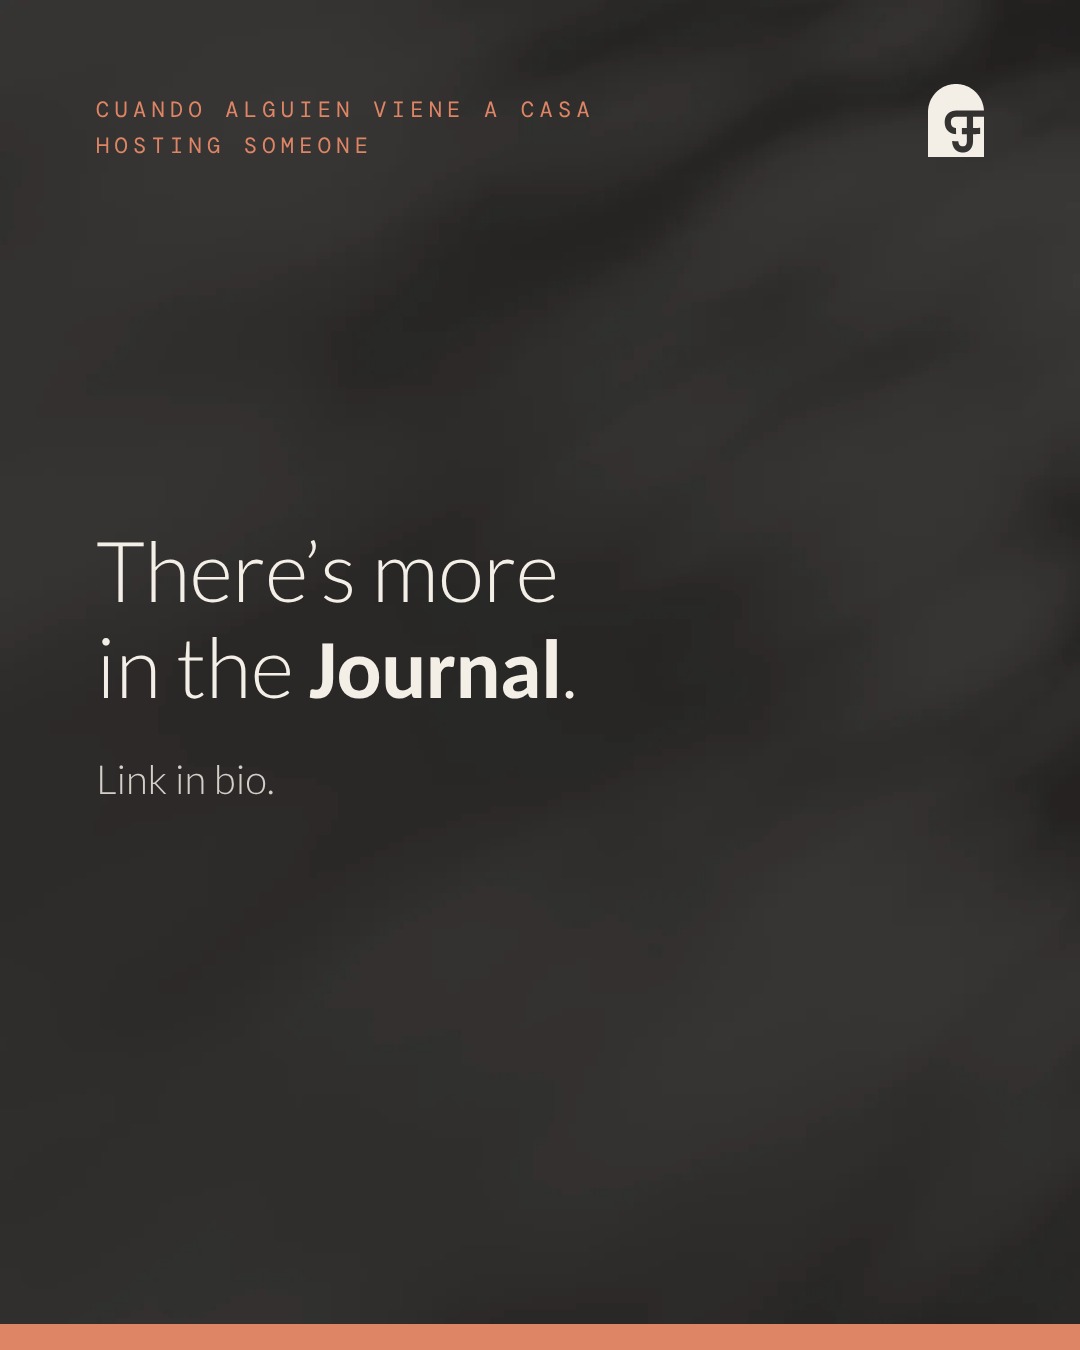 CUANDO ALGUIEN VIENE A CASA
HOSTING SOMEONE
There’s more
in the Journal.
Link in bio.